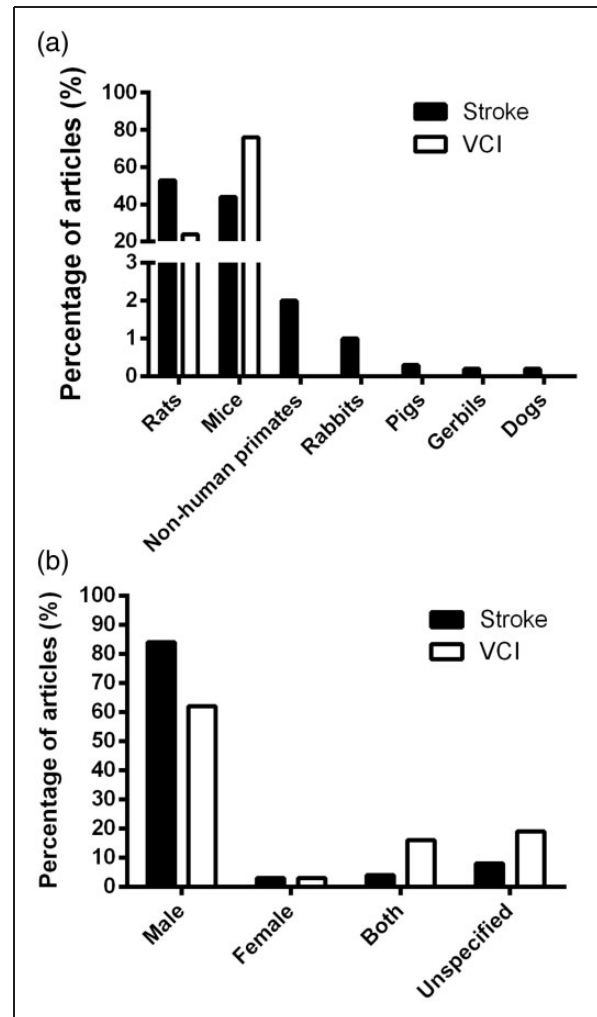 (a)
Percentage of articles (%)
100
80
60
40
20
3
2
1
0
Stroke
VCI
Rats
Mice
Non-human primates
Rabbits
Pigs
Gerbils
Dogs
(b)
Percentage of articles (%)
100
90
80
70
60
50
40
30
20
10
0
Stroke
VCI
Male
Female
Both
Unspecified